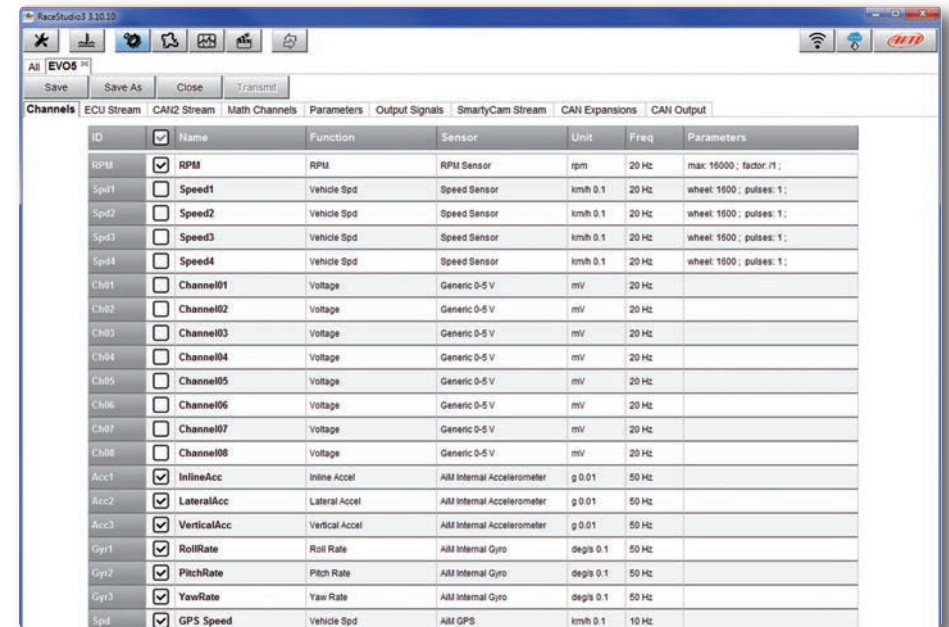 RaceStudio3 3.10.10
AiM
All EVO5
Save Save As Close Transmit
Channels ECU Stream CAN2 Stream Math Channels Parameters Output Signals SmartyCam Stream CAN Expansions CAN Output
ID Name Function Sensor Unit Freq Parameters
RPM RPM RPM RPM Sensor rpm 20 Hz max: 16000 ; factor: /1 ;
Spd1 Speed1 Vehicle Spd Speed Sensor km/h 0.1 20 Hz wheel: 1600 ; pulses: 1 ;
Spd2 Speed2 Vehicle Spd Speed Sensor km/h 0.1 20 Hz wheel: 1600 ; pulses: 1 ;
Spd3 Speed3 Vehicle Spd Speed Sensor km/h 0.1 20 Hz wheel: 1600 ; pulses: 1 ;
Spd4 Speed4 Vehicle Spd Speed Sensor km/h 0.1 20 Hz wheel: 1600 ; pulses: 1 ;
Ch01 Channel01 Voltage Generic 0-5 V mV 20 Hz
Ch02 Channel02 Voltage Generic 0-5 V mV 20 Hz
Ch03 Channel03 Voltage Generic 0-5 V mV 20 Hz
Ch04 Channel04 Voltage Generic 0-5 V mV 20 Hz
Ch05 Channel05 Voltage Generic 0-5 V mV 20 Hz
Ch06 Channel06 Voltage Generic 0-5 V mV 20 Hz
Ch07 Channel07 Voltage Generic 0-5 V mV 20 Hz
Ch08 Channel08 Voltage Generic 0-5 V mV 20 Hz
Acc1 InlineAcc Inline Accel AiM Internal Accelerometer g 0.01 50 Hz
Acc2 LateralAcc Lateral Accel AiM Internal Accelerometer g 0.01 50 Hz
Acc3 VerticalAcc Vertical Accel AiM Internal Accelerometer g 0.01 50 Hz
Gyr1 RollRate Roll Rate AiM Internal Gyro deg/s 0.1 50 Hz
Gyr2 PitchRate Pitch Rate AiM Internal Gyro deg/s 0.1 50 Hz
Gyr3 YawRate Yaw Rate AiM Internal Gyro deg/s 0.1 50 Hz
Spd GPS Speed Vehicle Spd AiM GPS km/h 0.1 10 Hz